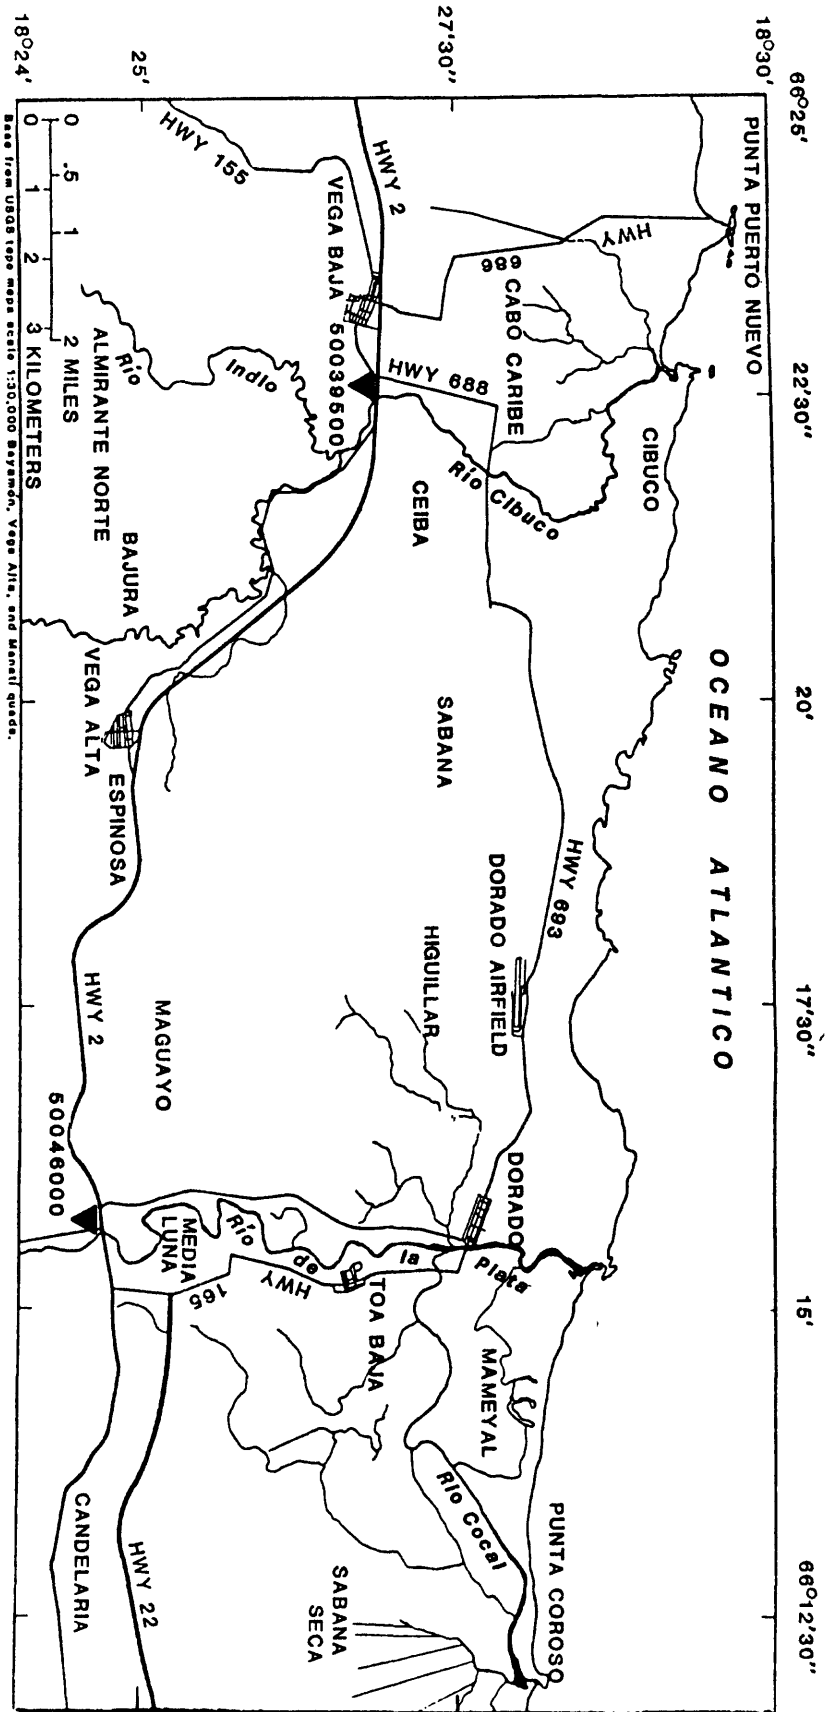 66°25'
22'30"
20'
17'30"
15'
66°12'30"
18°30'
27'30"
25'
18°24'
PUNTA PUERTO NUEVO
OCEANO ATLANTICO
CIBUCO
HWY
686
CABO CARIBE
HWY 688
Río Cibuco
CEIBA
SABANA
HWY 693
DORADO AIRFIELD
HIGUILLAR
DORADO
PUNTA COROSO
MAMEYAL
Río Cocal
Río de la Plata
TOA BAJA
HWY
165
MEDIA
LUNA
SABANA
SECA
HWY 2
HWY 155
VEGA BAJA
50039500
Río Indio
ALMIRANTE NORTE
BAJURA
VEGA ALTA
ESPINOSA
MAGUAYO
HWY 2
50046000
HWY 22
CANDELARIA
0 .5 1 2 MILES
0 1 2 3 KILOMETERS
Base from USGS topo maps scale 1:30,000 Bayamón, Vega Alta, and Manatí quads.